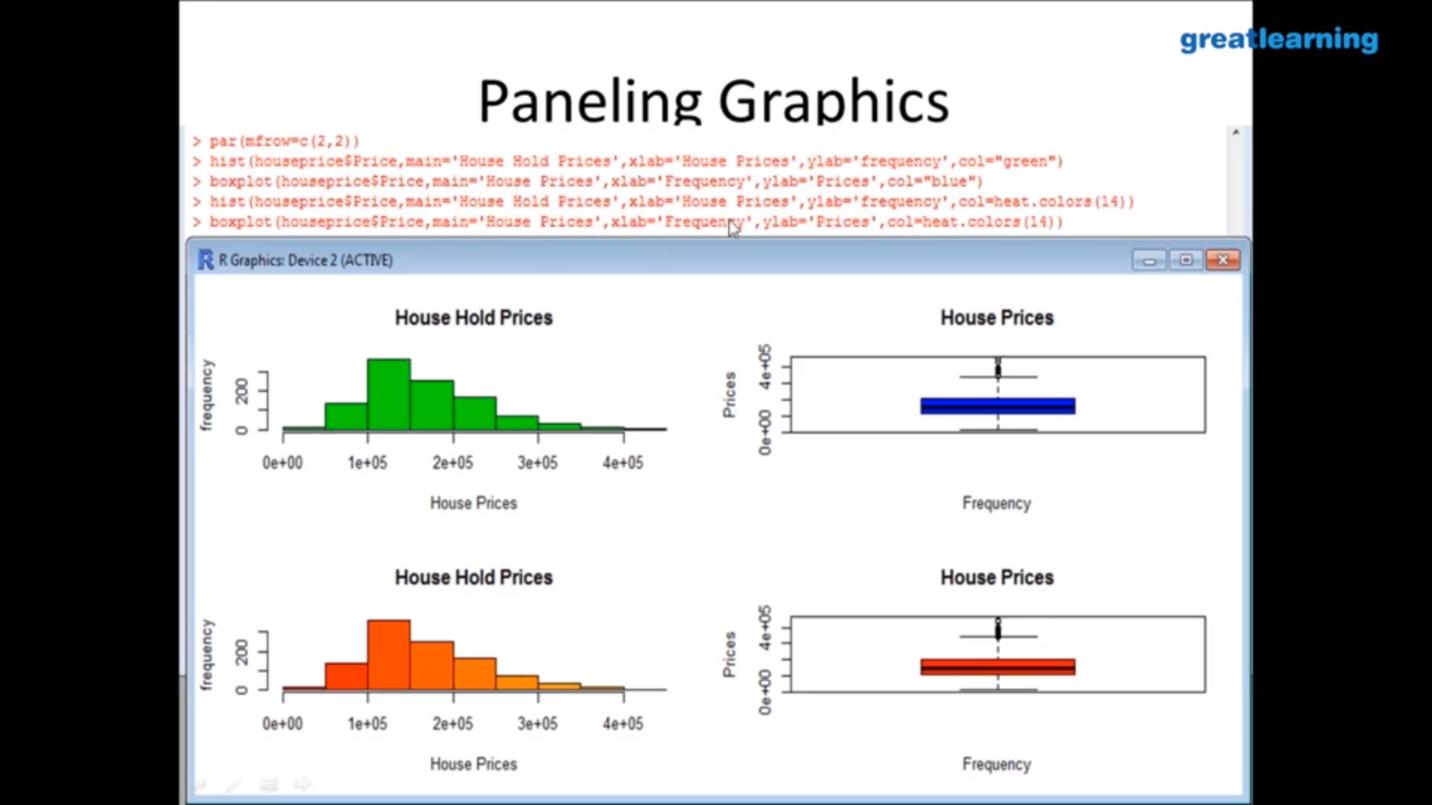 greatlearning
Paneling Graphics
> par(mfrow=c(2,2))
> hist(houseprice$Price,main='House Hold Prices',xlab='House Prices',ylab='frequency',col="green")
> boxplot(houseprice$Price,main='House Prices',xlab='Frequency',ylab='Prices',col="blue")
> hist(houseprice$Price,main='House Hold Prices',xlab='House Prices',ylab='frequency',col=heat.colors(14))
> boxplot(houseprice$Price,main='House Prices',xlab='Frequency',ylab='Prices',col=heat.colors(14))
R R Graphics: Device 2 (ACTIVE)
House Hold Prices
frequency
0 200
0e+00 1e+05 2e+05 3e+05 4e+05
House Prices
House Prices
Prices
0e+00 4e+05
Frequency
House Hold Prices
frequency
0 200
0e+00 1e+05 2e+05 3e+05 4e+05
House Prices
House Prices
Prices
0e+00 4e+05
Frequency